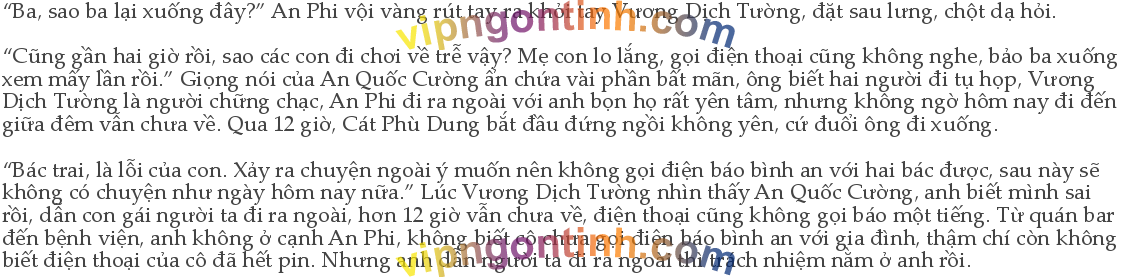 “Ba, sao ba lại xuống đây?” An Phi vội vàng rút tay ra khỏi tay Vương Dịch Tường, đặt sau lưng, chột dạ hỏi.
“Cũng gần hai giờ rồi, sao các con đi chơi về trễ vậy? Mẹ con lo lắng, gọi điện thoại cũng không nghe, bảo ba xuống
xem mấy lần rồi.” Giọng nói của An Quốc Cường ẩn chứa vài phần bất mãn, ông biết hai người đi tụ họp, Vương
Dịch Tường là người chững chạc, An Phi đi ra ngoài với anh bọn họ rất yên tâm, nhưng không ngờ hôm nay đi đến
giữa đêm vẫn chưa về. Qua 12 giờ, Cát Phù Dung bắt đầu đứng ngồi không yên, cứ đuổi ông đi xuống.
“Bác trai, là lỗi của con. Xảy ra chuyện ngoài ý muốn nên không gọi điện báo bình an với hai bác được, sau này sẽ
không có chuyện như ngày hôm nay nữa.” Lúc Vương Dịch Tường nhìn thấy An Quốc Cường, anh biết mình sai
rồi, dẫn con gái người ta đi ra ngoài, hơn 12 giờ vẫn chưa về, điện thoại cũng không gọi báo một tiếng. Từ quán bar
đến bệnh viện, anh không ở cạnh An Phi, không biết cô chưa gọi điện báo bình an với gia đình, thậm chí còn không
biết điện thoại của cô đã hết pin. Nhưng anh dẫn người ta đi ra ngoài thì trách nhiệm nằm ở anh rồi.
vipngontinh.com
vipngontinh.com